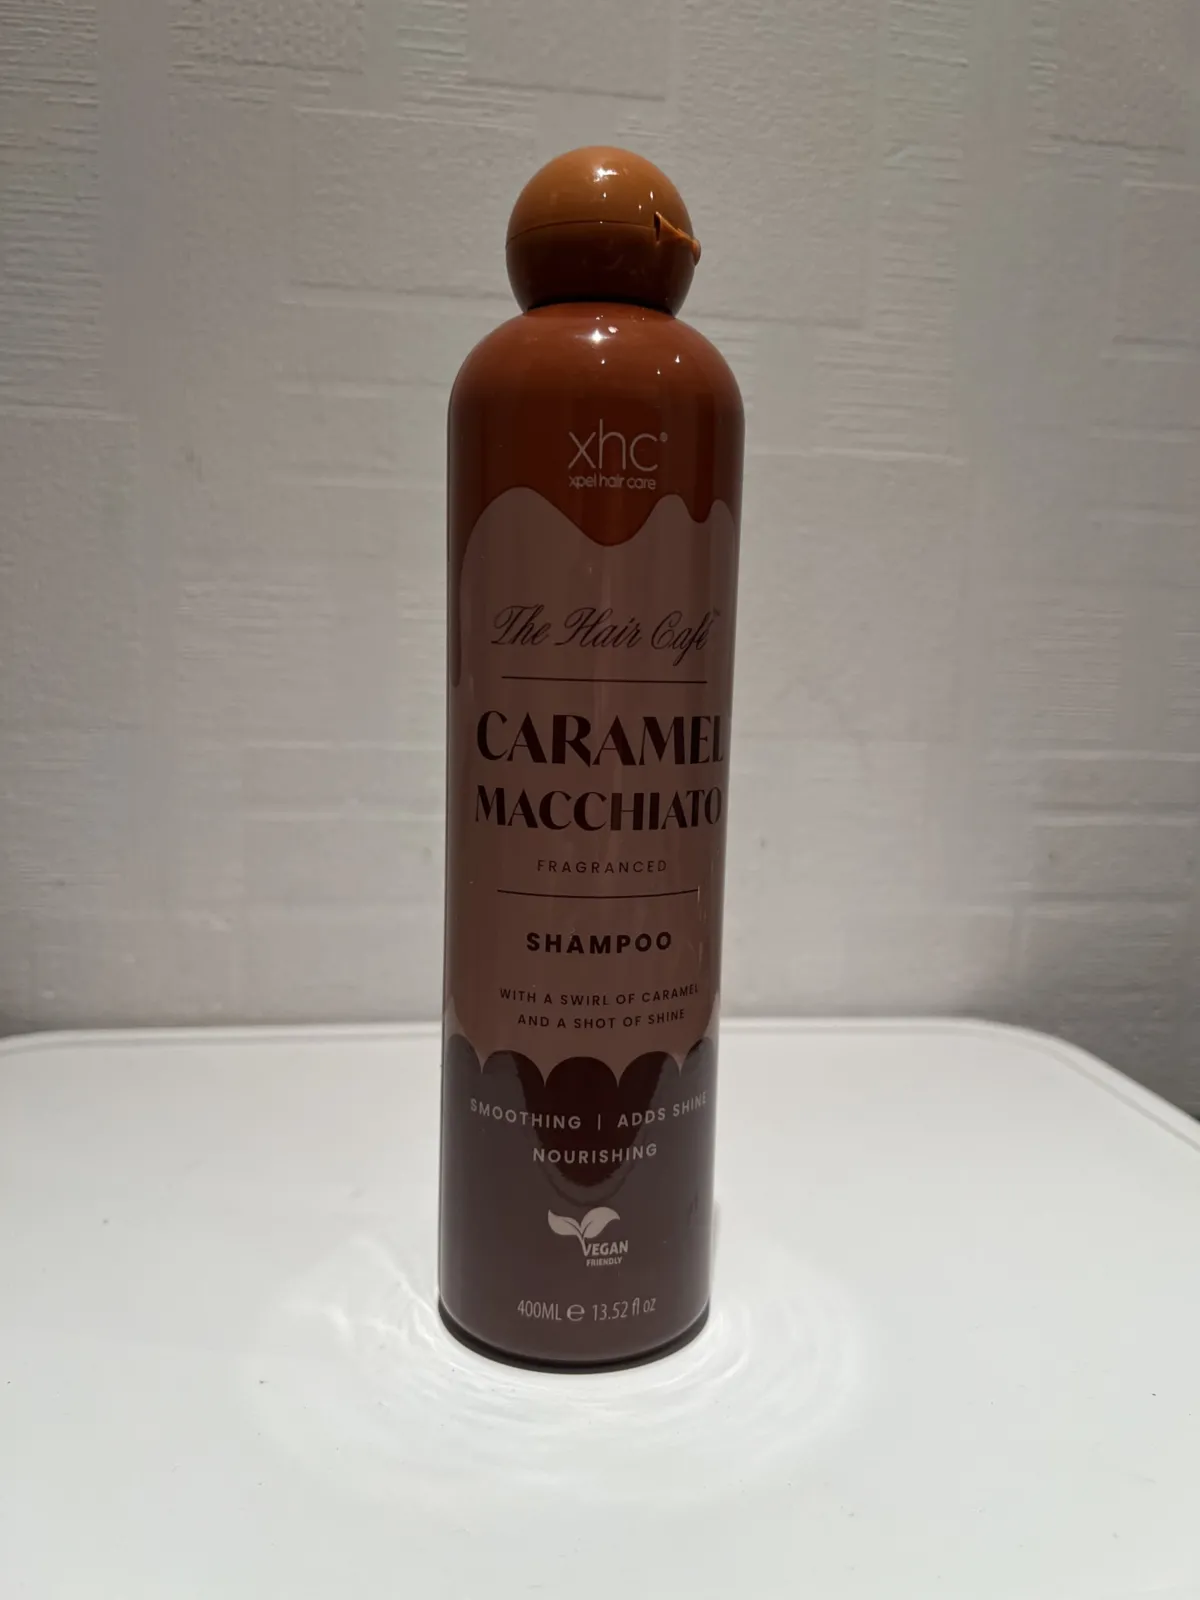 xhc®
xpel hair care
The Hair Café™
CARAMEL
MACCHIATO
FRAGRANCED
SHAMPOO
WITH A SWIRL OF CARAMEL
AND A SHOT OF SHINE
SMOOTHING | ADDS SHINE
NOURISHING
VEGAN
FRIENDLY
400ML ℮ 13.52 fl oz